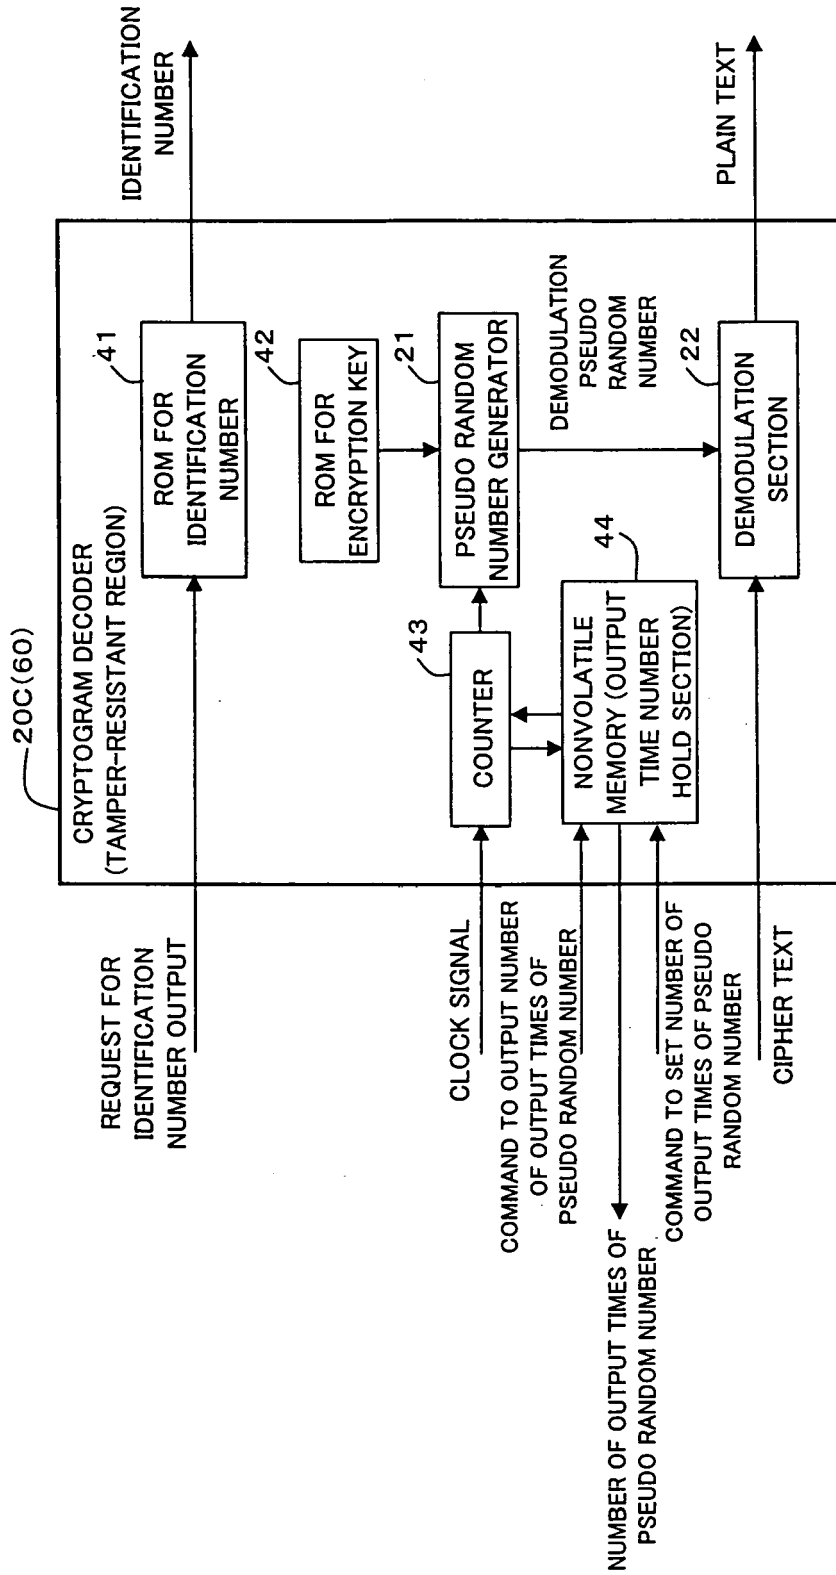 20C(60)
CRYPTOGRAM DECODER
(TAMPER-RESISTANT REGION)
REQUEST FOR
IDENTIFICATION
NUMBER OUTPUT
41
ROM FOR
IDENTIFICATION
NUMBER
IDENTIFICATION
NUMBER
42
ROM FOR
ENCRYPTION KEY
CLOCK SIGNAL
43
COUNTER
21
PSEUDO RANDOM
NUMBER GENERATOR
COMMAND TO OUTPUT NUMBER
OF OUTPUT TIMES OF
PSEUDO RANDOM NUMBER
44
NONVOLATILE
MEMORY (OUTPUT
TIME NUMBER
HOLD SECTION)
DEMODULATION
PSEUDO
RANDOM
NUMBER
NUMBER OF OUTPUT TIMES OF
PSEUDO RANDOM NUMBER
COMMAND TO SET NUMBER OF
OUTPUT TIMES OF PSEUDO
RANDOM NUMBER
CIPHER TEXT
22
DEMODULATION
SECTION
PLAIN TEXT